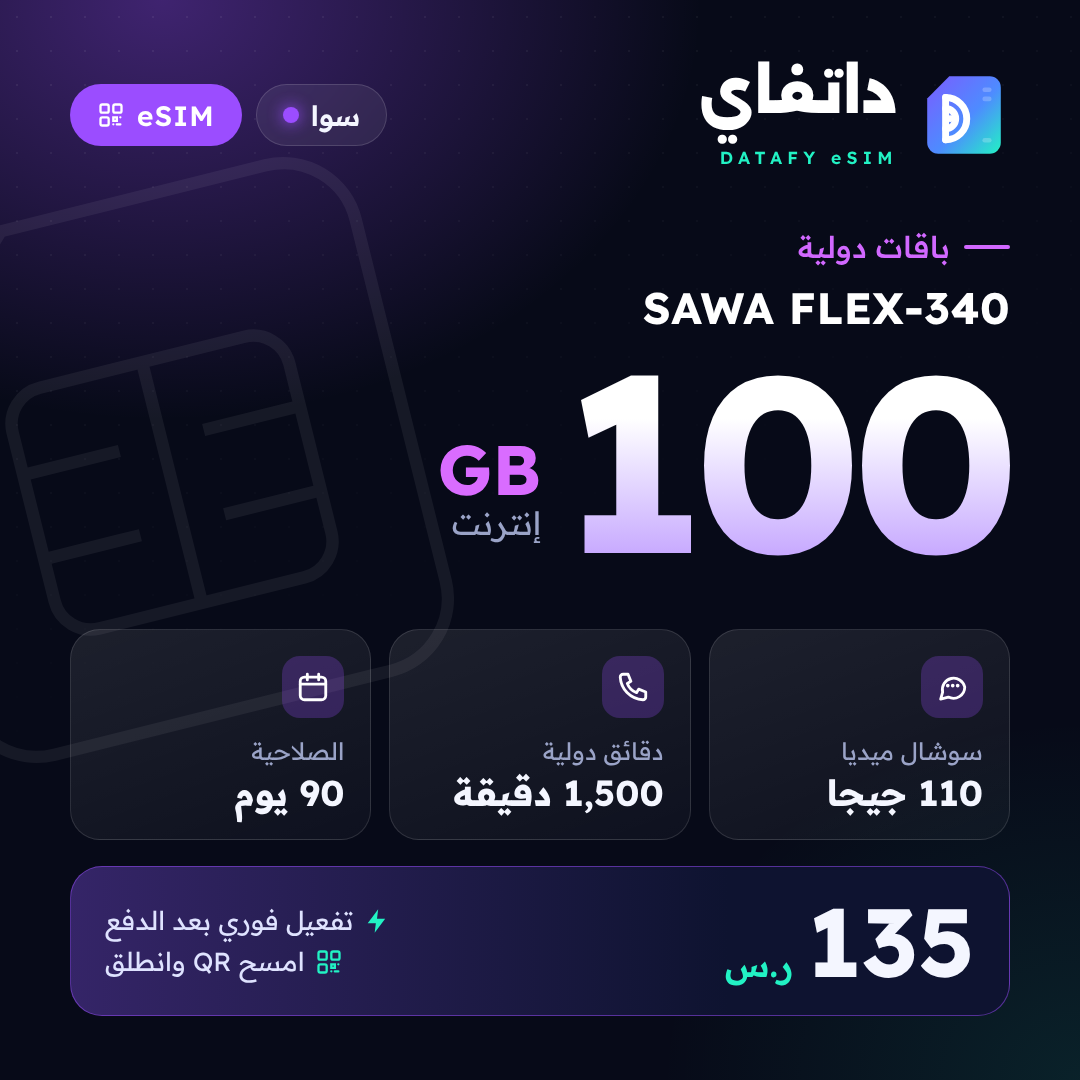 داتفاي
DATAFY eSIM
سوا
eSIM
باقات دولية
SAWA FLEX-340
100
GB
إنترنت
سوشال ميديا
110 جيجا
دقائق دولية
1,500 دقيقة
الصلاحية
90 يوم
135 ر.س
تفعيل فوري بعد الدفع
امسح QR وانطلق